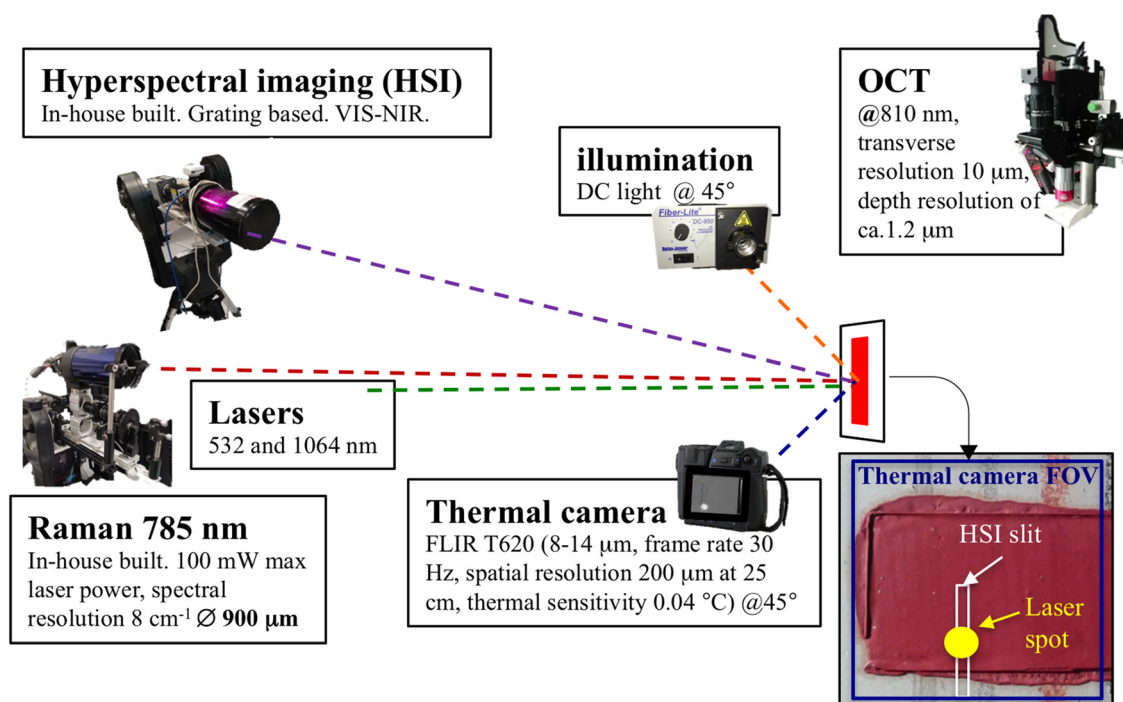 Hyperspectral imaging (HSI)
In-house built. Grating based. VIS-NIR.
illumination
DC light @ 45°
Fiber-Lite
DC-950
OCT
@810 nm,
transverse
resolution 10 μm,
depth resolution of
ca.1.2 μm
Lasers
532 and 1064 nm
Raman 785 nm
In-house built. 100 mW max
laser power, spectral
resolution 8 cm⁻¹ ∅ 900 μm
Thermal camera
FLIR T620 (8-14 μm, frame rate 30
Hz, spatial resolution 200 μm at 25
cm, thermal sensitivity 0.04 °C) @45°
Thermal camera FOV
HSI slit
Laser
spot